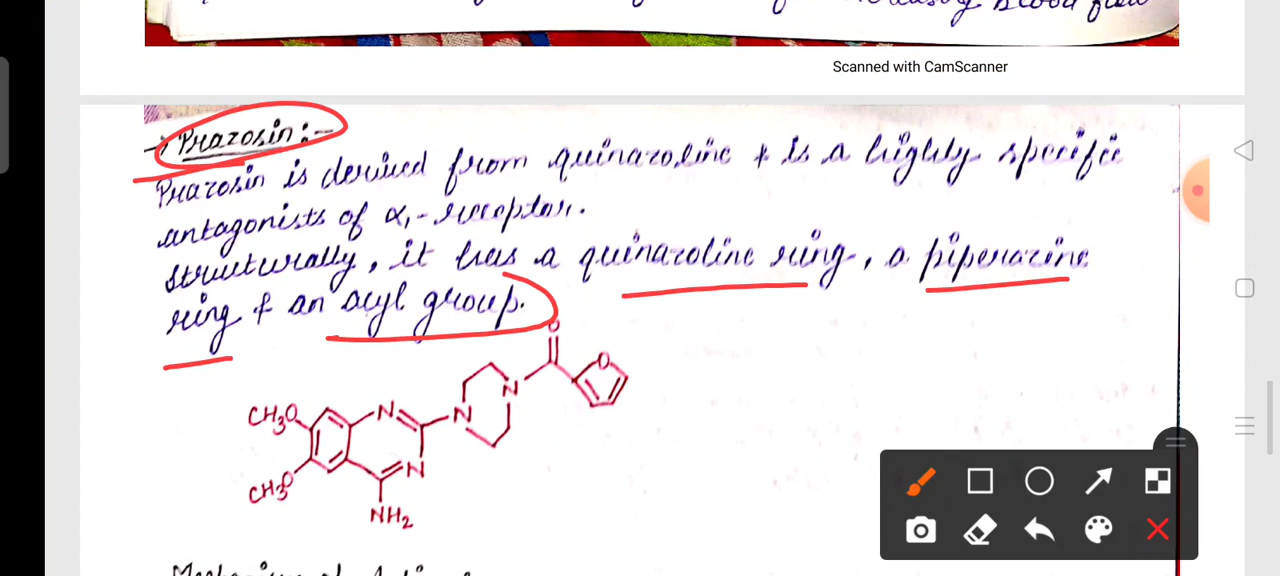 Scanned with CamScanner
→ Prazosin :-
Prazosin is derived from quinazoline & is a highly specific
antagonists of α₁-receptor.
Structurally, it has a quinazoline ring, a piperazine
ring & an acyl group.
O
O
N
CH₃O
N
N
N
CH₃O
NH₂